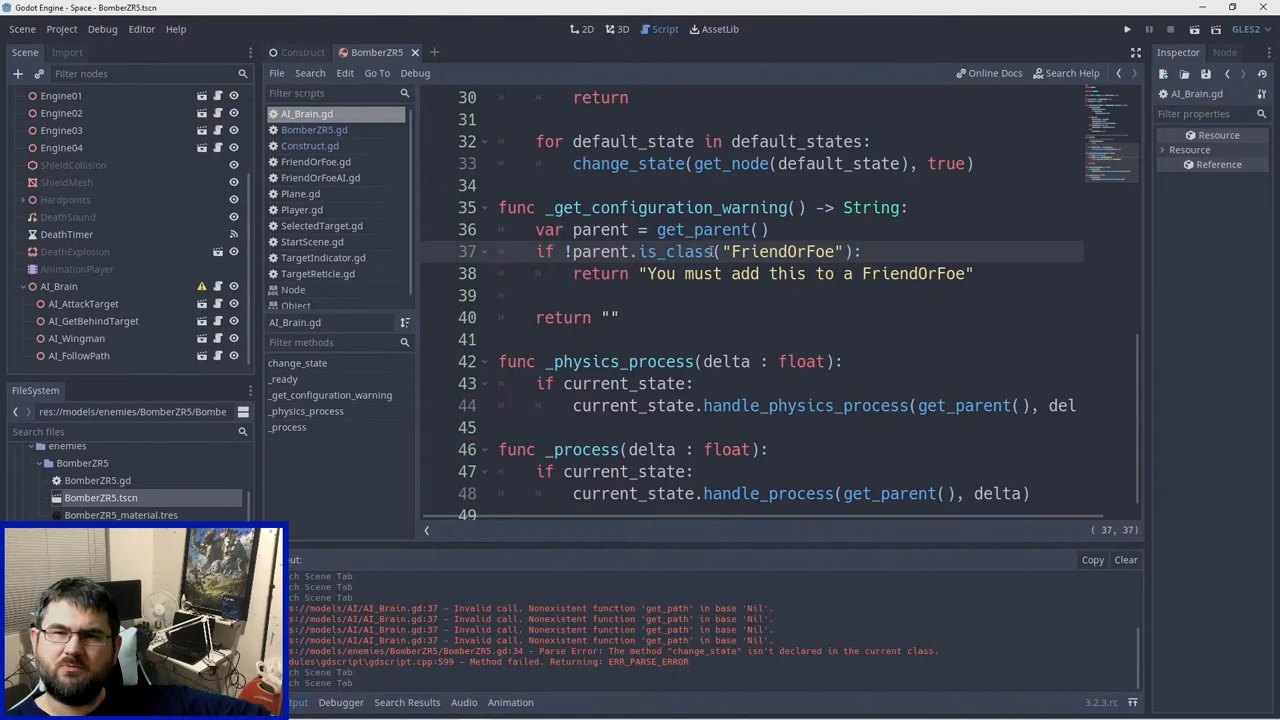 Godot Engine - Space - BomberZR5.tscn
Scene Project Debug Editor Help
2D 3D Script AssetLib
GLES2
Scene Import
Filter nodes
Engine01
Engine02
Engine03
Engine04
ShieldCollision
ShieldMesh
Hardpoints
DeathSound
DeathTimer
DeathExplosion
AnimationPlayer
AI_Brain
AI_AttackTarget
AI_GetBehindTarget
AI_Wingman
AI_FollowPath
FileSystem
res://models/enemies/BomberZR5/Bombe
Search files
enemies
BomberZR5
BomberZR5.gd
BomberZR5.tscn
BomberZR5_material.tres
Construct BomberZR5
File Search Edit Go To Debug
Online Docs Search Help
Filter scripts
AI_Brain.gd
BomberZR5.gd
Construct.gd
FriendOrFoe.gd
FriendOrFoeAI.gd
Plane.gd
Player.gd
SelectedTarget.gd
StartScene.gd
TargetIndicator.gd
TargetReticle.gd
Node
Object
AI_Brain.gd
Filter methods
change_state
_ready
_get_configuration_warning
_physics_process
_process
30 return
31
32 for default_state in default_states:
33 change_state(get_node(default_state), true)
34
35 func _get_configuration_warning() -> String:
36 var parent = get_parent()
37 if !parent.is_class("FriendOrFoe"):
38 return "You must add this to a FriendOrFoe"
39
40 return ""
41
42 func _physics_process(delta : float):
43 if current_state:
44 current_state.handle_physics_process(get_parent(), del
45
46 func _process(delta : float):
47 if current_state:
48 current_state.handle_process(get_parent(), delta)
49
( 37, 37)
Copy Clear
ch Scene Tab
ch Scene Tab
s://models/AI/AI_Brain.gd:37 - Invalid call. Nonexistent function 'get_path' in base 'Nil'.
s://models/AI/AI_Brain.gd:37 - Invalid call. Nonexistent function 'get_path' in base 'Nil'.
s://models/AI/AI_Brain.gd:37 - Invalid call. Nonexistent function 'get_path' in base 'Nil'.
s://models/AI/AI_Brain.gd:37 - Invalid call. Nonexistent function 'get_path' in base 'Nil'.
s://models/enemies/BomberZR5/BomberZR5.gd:34 - Parse Error: The method "change_state" isn't declared in the current class.
dules\gdscript\gdscript.cpp:599 - Method failed. Returning: ERR_PARSE_ERROR
ch Scene Tab
ch Scene Tab
tput Debugger Search Results Audio Animation
3.2.3.rc
Inspector Node
AI_Brain.gd
Filter properties
Resource
Resource
Reference